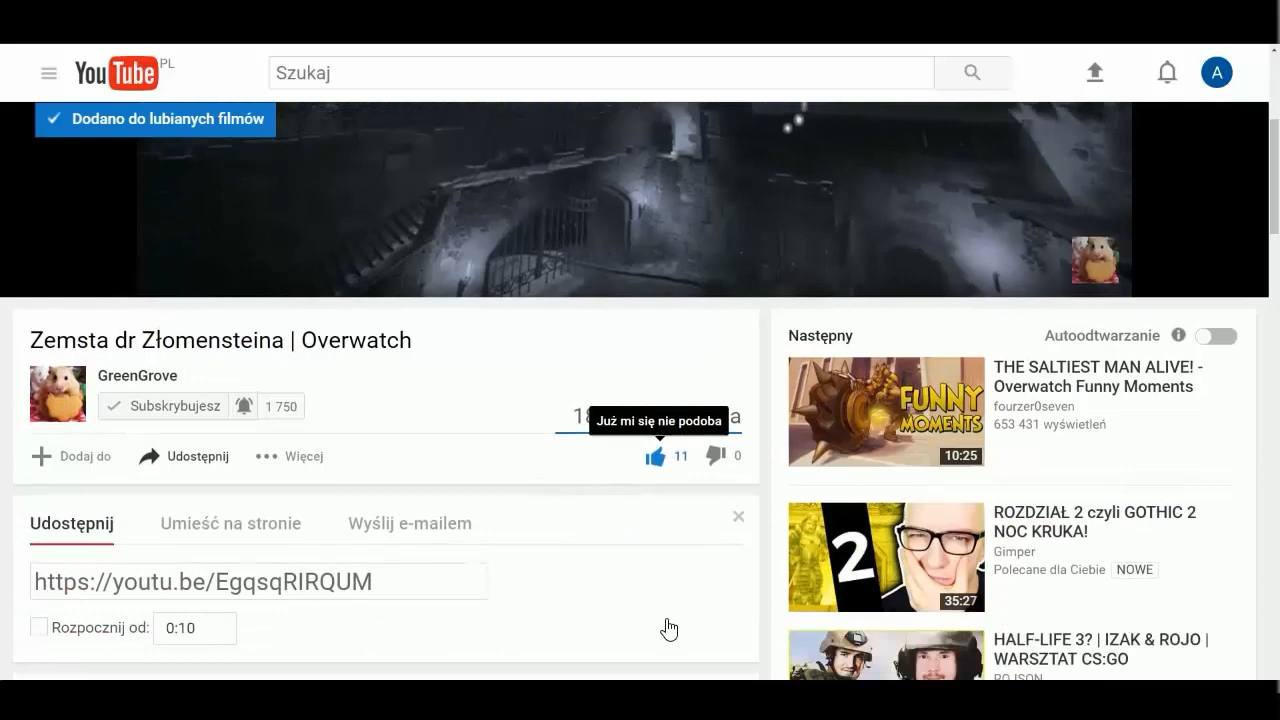 YouTube PL
Szukaj
A
Dodano do lubianych filmów
Zemsta dr Złomensteina | Overwatch
GreenGrove
Subskrybujesz
1 750
Już mi się nie podoba
Dodaj do
Udostępnij
Więcej
11
0
Udostępnij
Umieść na stronie
Wyślij e-mailem
https://youtu.be/EgqsqRIRQUM
Rozpocznij od:
0:10
Następny
Autoodtwarzanie
FUNNY
MOMENTS
10:25
THE SALTIEST MAN ALIVE! -
Overwatch Funny Moments
fourzer0seven
653 431 wyświetleń
2
35:27
ROZDZIAŁ 2 czyli GOTHIC 2
NOC KRUKA!
Gimper
Polecane dla Ciebie
NOWE
HALF-LIFE 3? | IZAK & ROJO |
WARSZTAT CS:GO